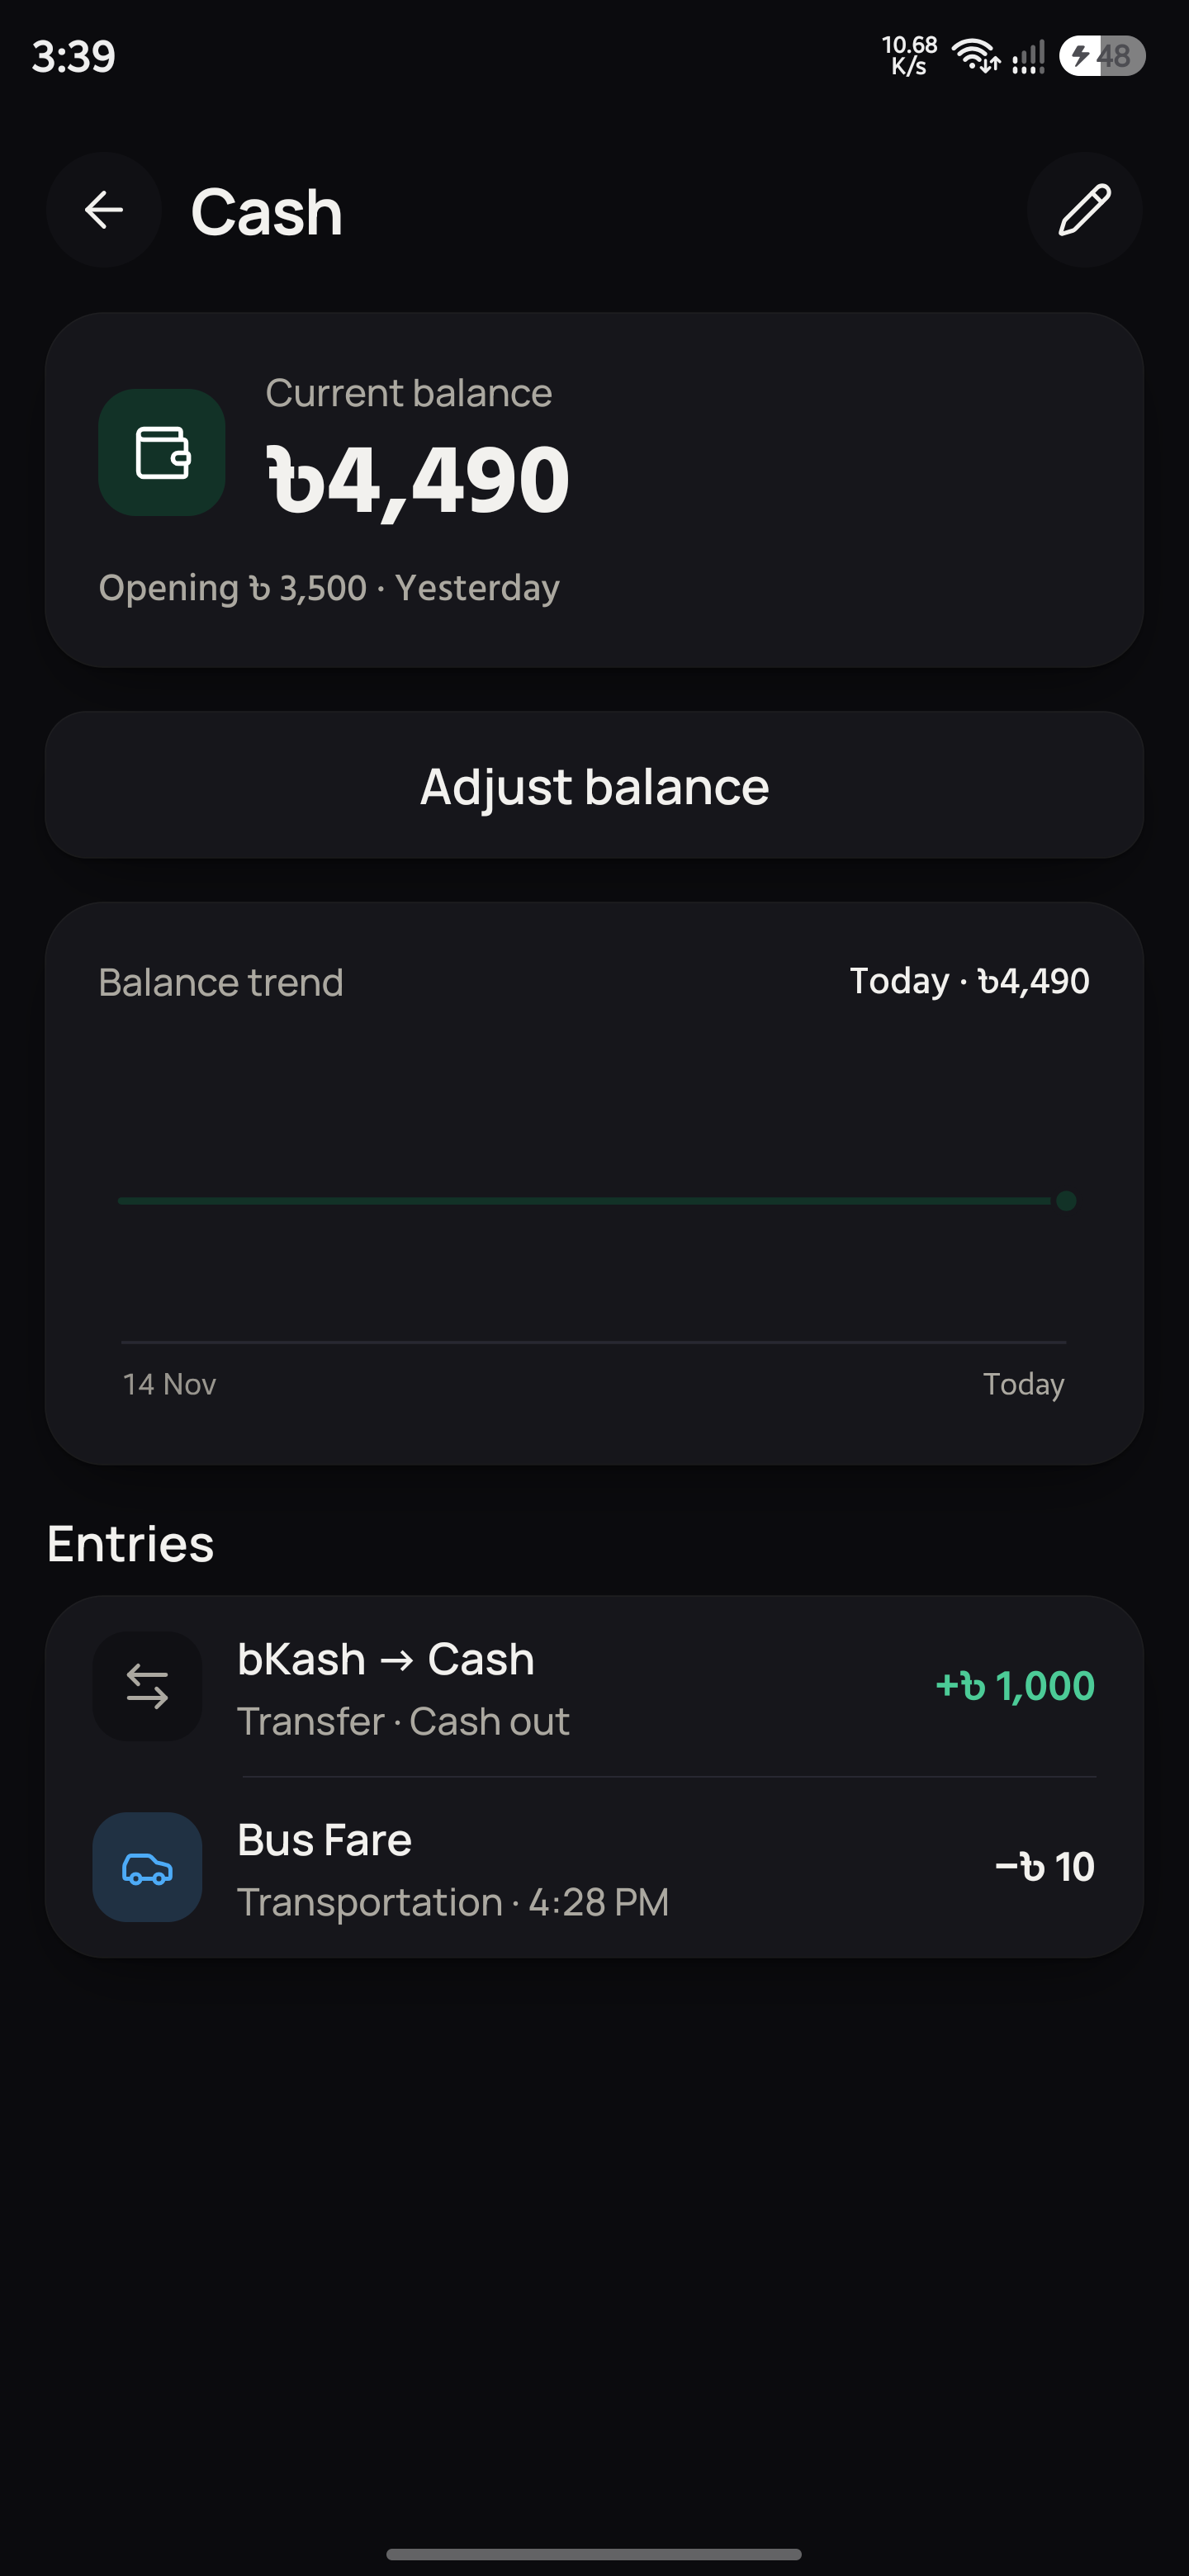 3:39
10.68
K/s
48
Cash
Current balance
৳4,490
Opening ৳ 3,500 · Yesterday
Adjust balance
Balance trend
Today · ৳4,490
14 Nov
Today
Entries
bKash → Cash
Transfer · Cash out
+৳ 1,000
Bus Fare
Transportation · 4:28 PM
−৳ 10